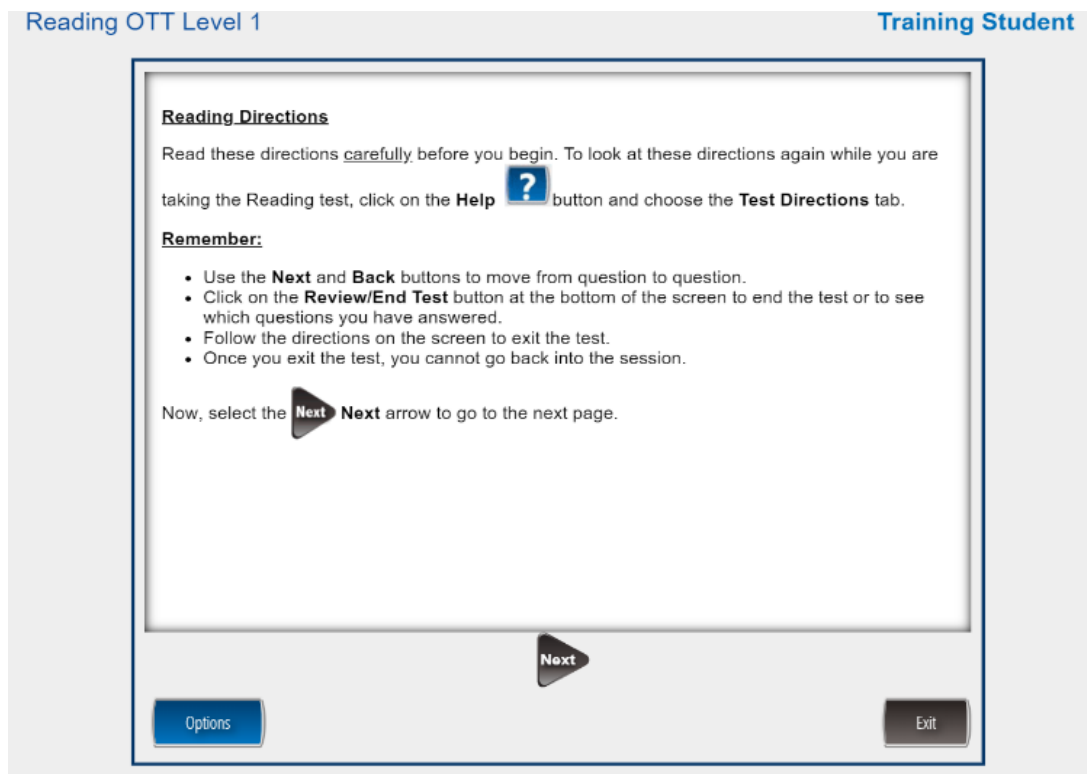 Reading OTT Level 1
Training Student
Reading Directions
Read these directions carefully before you begin. To look at these directions again while you are
taking the Reading test, click on the Help ? button and choose the Test Directions tab.
Remember:
• Use the Next and Back buttons to move from question to question.
• Click on the Review/End Test button at the bottom of the screen to end the test or to see
which questions you have answered.
• Follow the directions on the screen to exit the test.
• Once you exit the test, you cannot go back into the session.
Now, select the Next Next arrow to go to the next page.
Next
Options
Exit